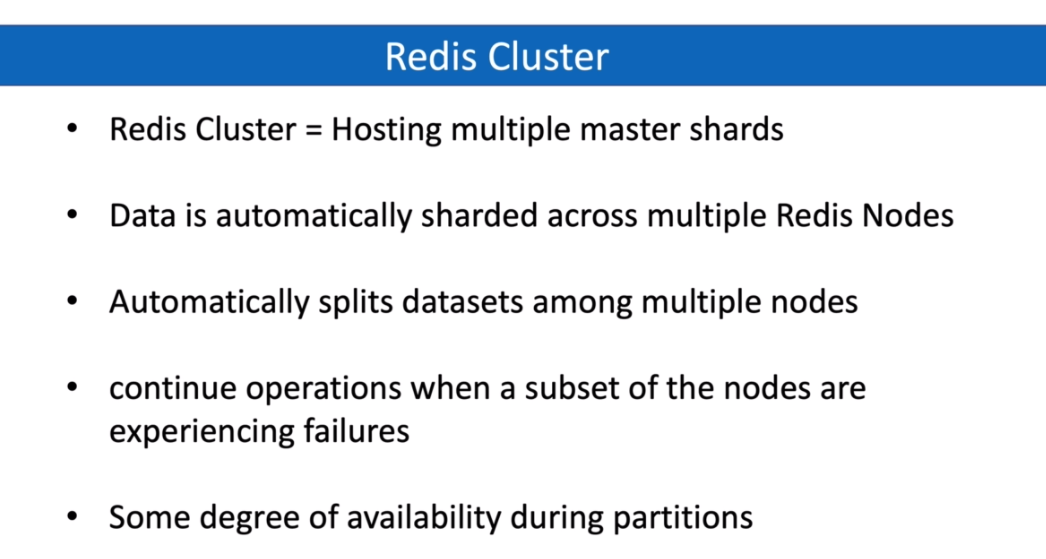 Redis Cluster
• Redis Cluster = Hosting multiple master shards
• Data is automatically sharded across multiple Redis Nodes
• Automatically splits datasets among multiple nodes
• continue operations when a subset of the nodes are
experiencing failures
• Some degree of availability during partitions